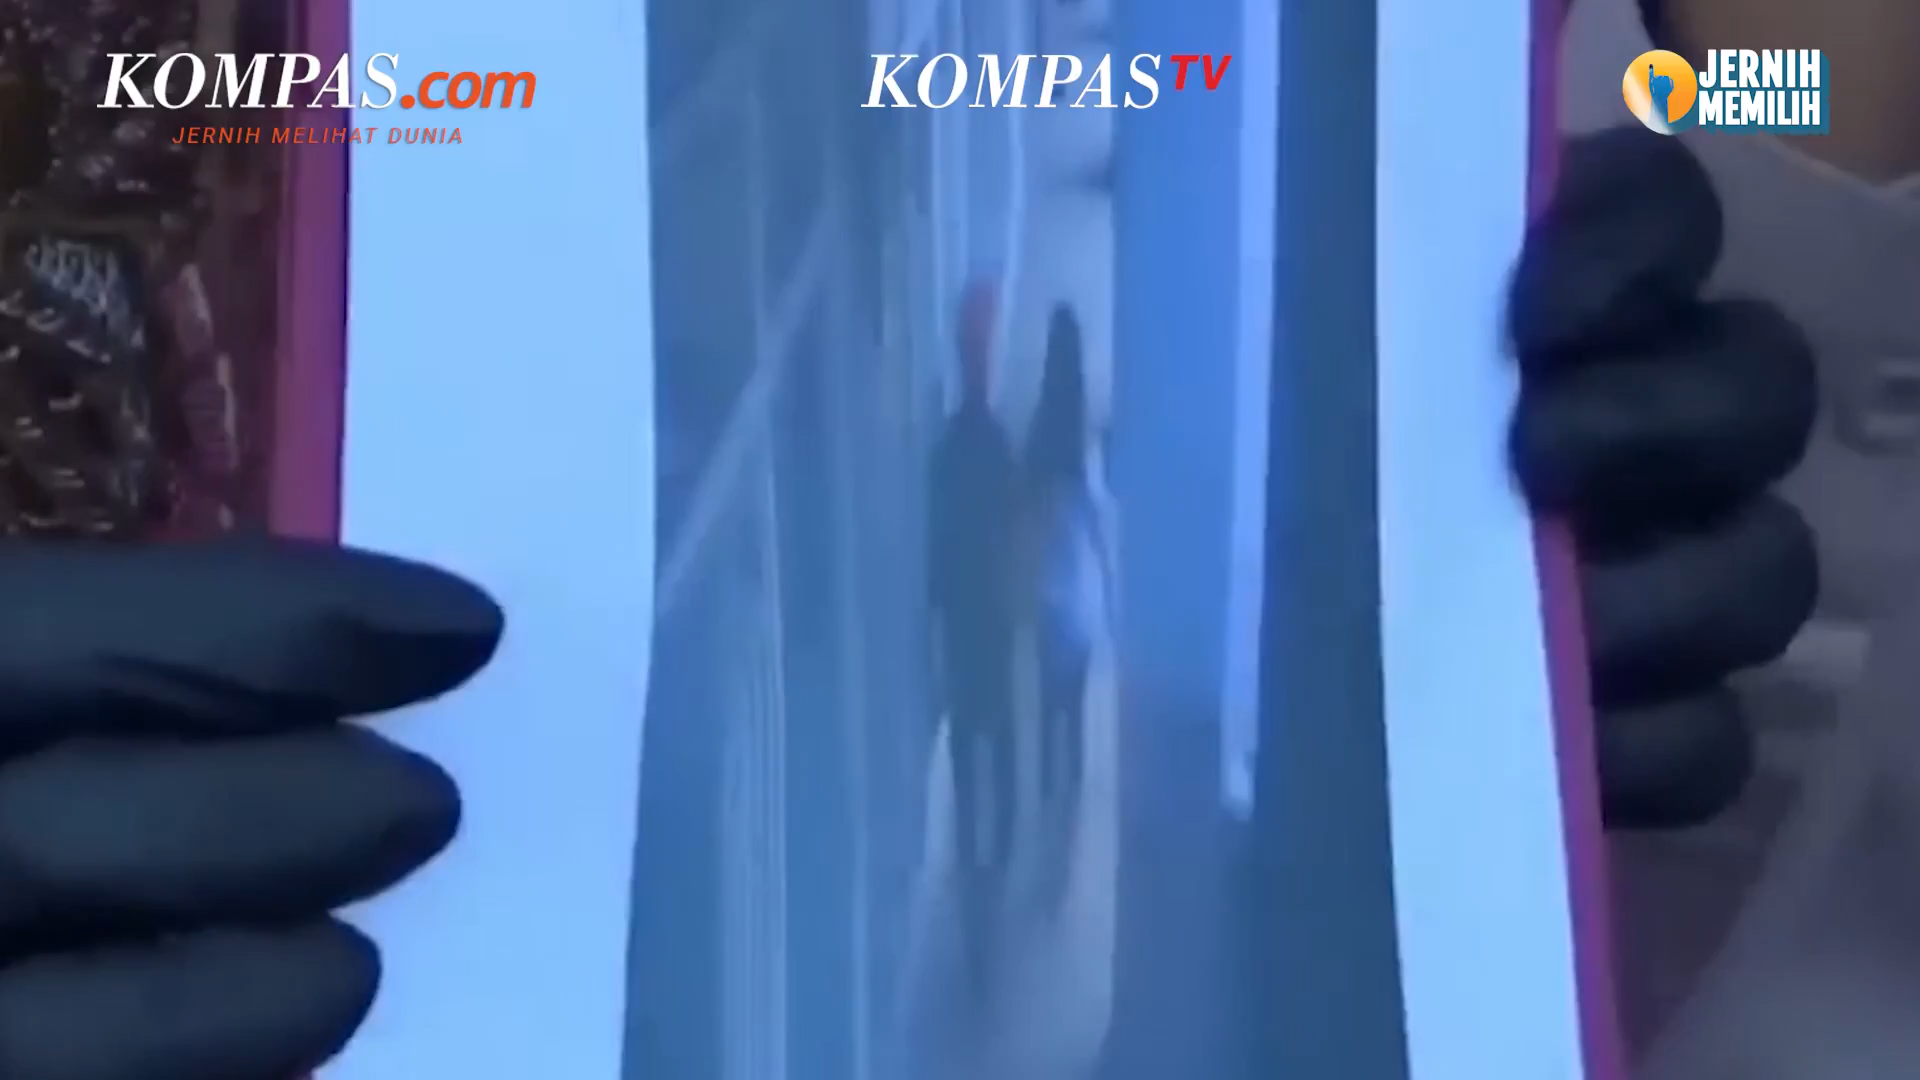 KOMPAS.com
JERNIH MELIHAT DUNIA
KOMPAS TV
JERNIH
MEMILIH